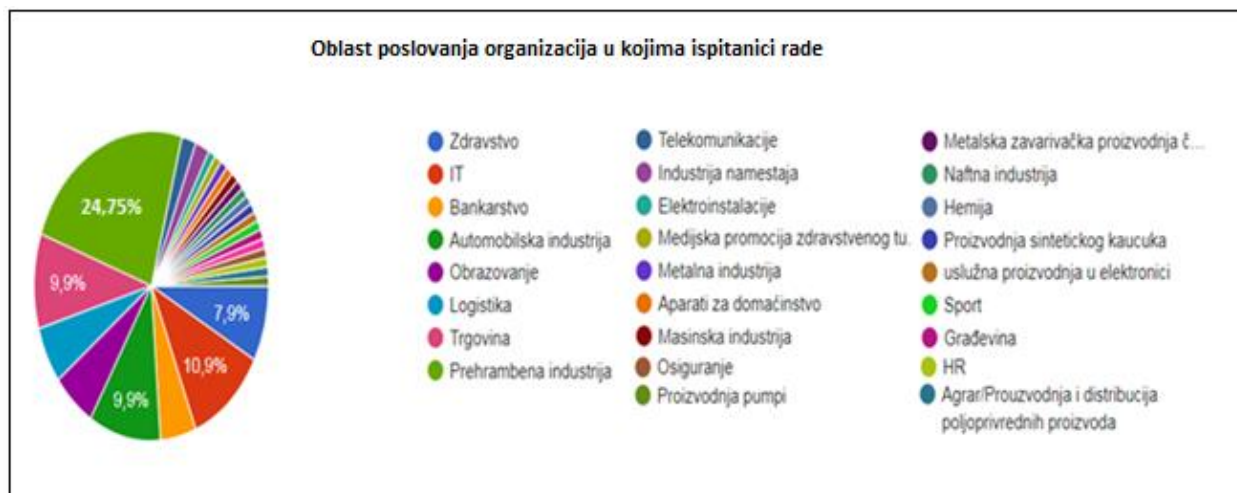 Oblast poslovanja organizacija u kojima ispitanici rade
24,75%
9,9%
9,9%
10,9%
7,9%
Zdravstvo
IT
Bankarstvo
Automobilska industrija
Obrazovanje
Logistika
Trgovina
Prehrambena industrija
Telekomunikacije
Industrija namestaja
Elektroinstalacije
Medijska promocija zdravstvenog tu.
Metalna industrija
Aparati za domaćinstvo
Masinska industrija
Osiguranje
Proizvodnja pumpi
Metalska zavarivačka proizvodnja č...
Naftna industrija
Hemija
Proizvodnja sintetickog kaucuka
uslužna proizvodnja u elektronici
Sport
Građevina
HR
Agrar/Prouzvodnja i distribucija
poljoprivrednih proizvoda